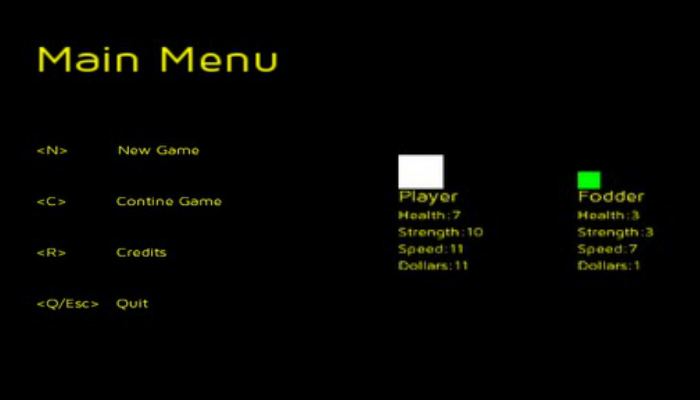 Main Menu
<N> New Game
<C> Contine Game
<R> Credits
<Q/Esc> Quit
Player
Health:7
Strength:10
Speed:11
Dollars:11
Fodder
Health:3
Strength:3
Speed:7
Dollars:1